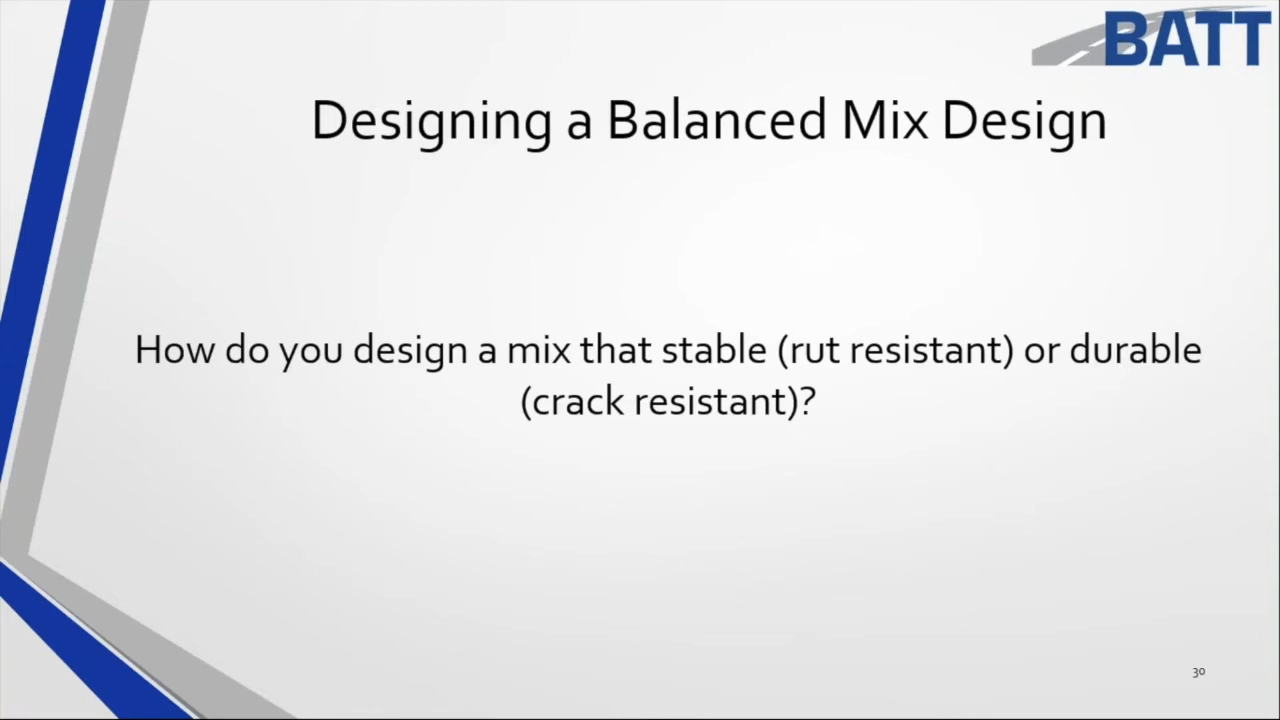 BATT
Designing a Balanced Mix Design
How do you design a mix that stable (rut resistant) or durable
(crack resistant)?
30